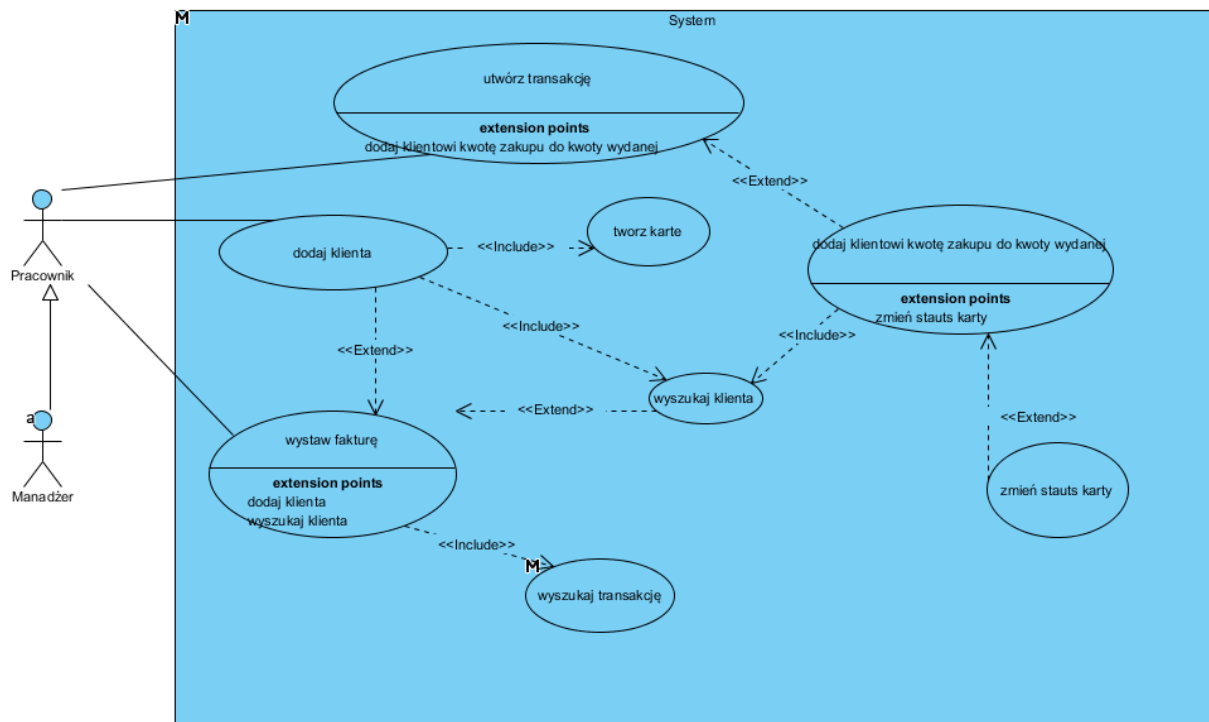 M
System
utwórz transakcję
extension points
dodaj klientowi kwotę zakupu do kwoty wydanej
<<Extend>>
tworz karte
<<Include>>
dodaj klienta
dodaj klientowi kwotę zakupu do kwoty wydanej
extension points
zmień stauts karty
Pracownik
<<Include>>
<<Include>>
<<Extend>>
wyszukaj klienta
<<Extend>>
<<Extend>>
a
wystaw fakturę
extension points
dodaj klienta
wyszukaj klienta
Manadżer
zmień stauts karty
<<Include>>
M
wyszukaj transakcję